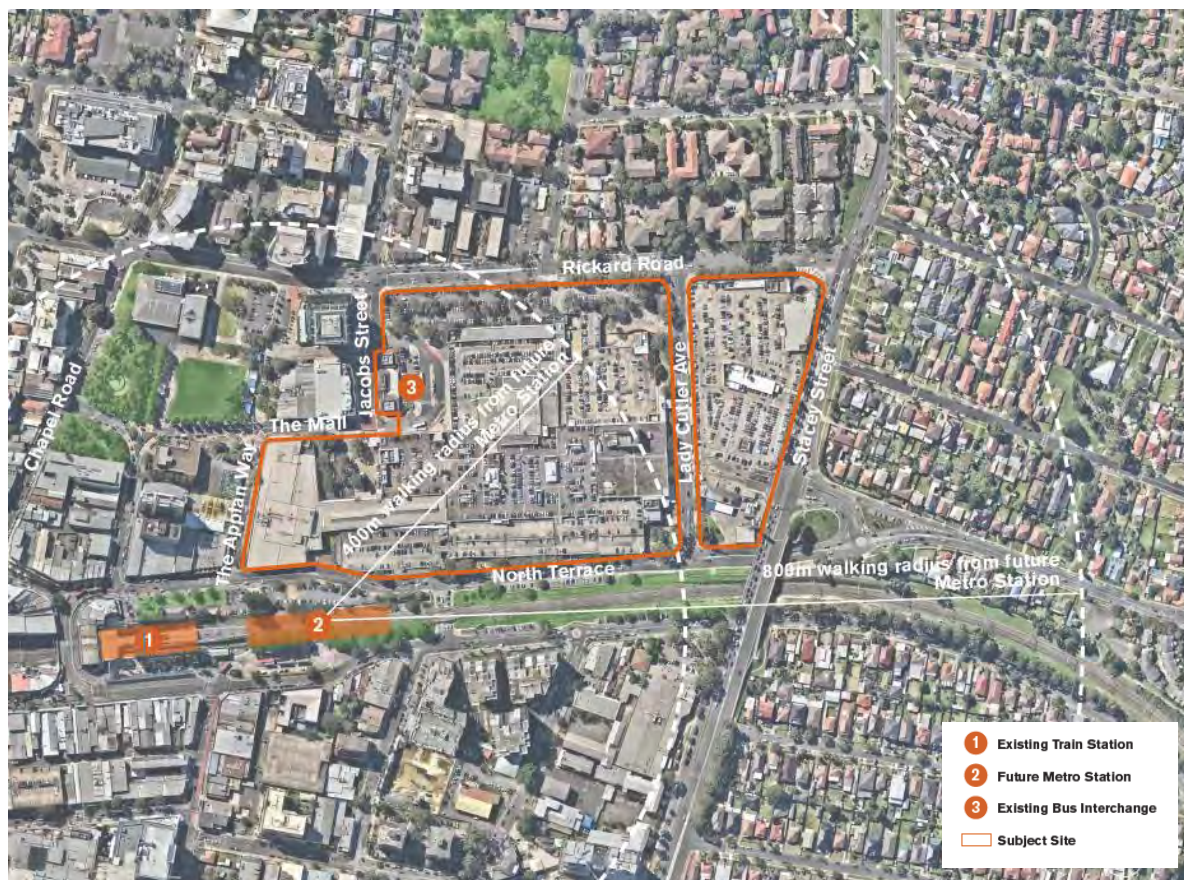 Rickard Road
Chapel Road
Jacobs Street
3
400m walking radius from future
Metro Station
Lady Cutler Ave
Stacey Street
The Mall
The Appian Way
North Terrace
800m walking radius from future
Metro Station
1
2
1 Existing Train Station
2 Future Metro Station
3 Existing Bus Interchange
Subject Site